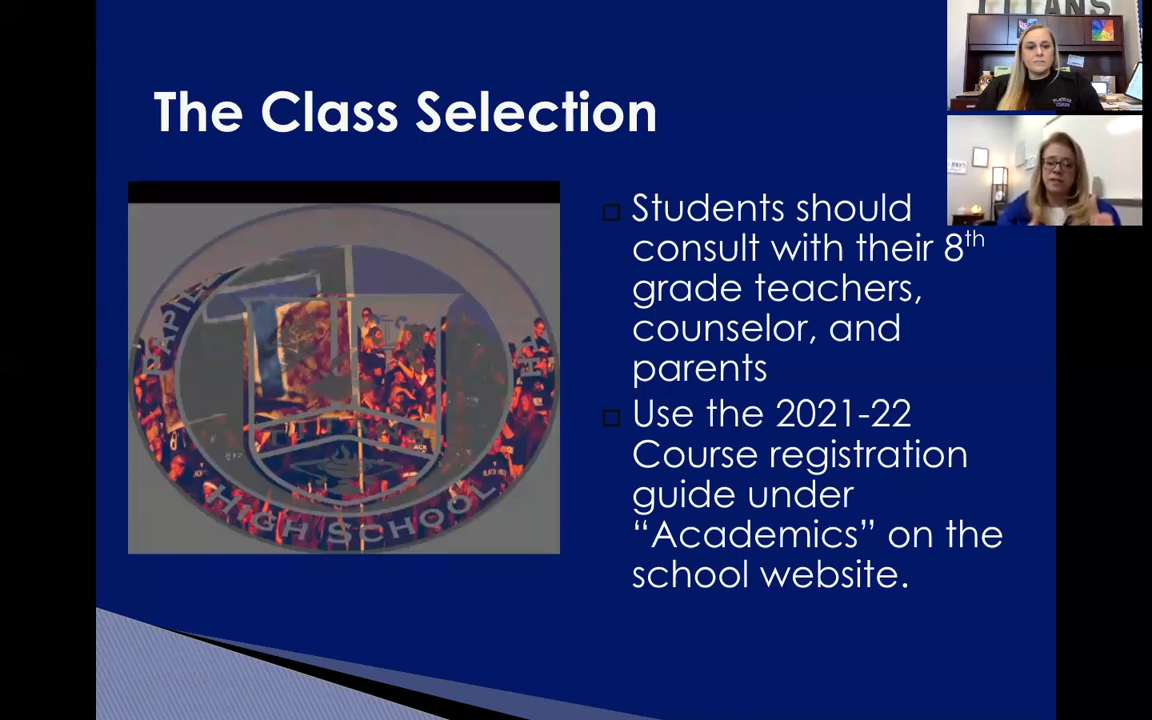 TITANS
The Class Selection
Students should
consult with their 8th
grade teachers,
counselor, and
parents
Use the 2021-22
Course registration
guide under
“Academics” on the
school website.
HIGH SCHOOL